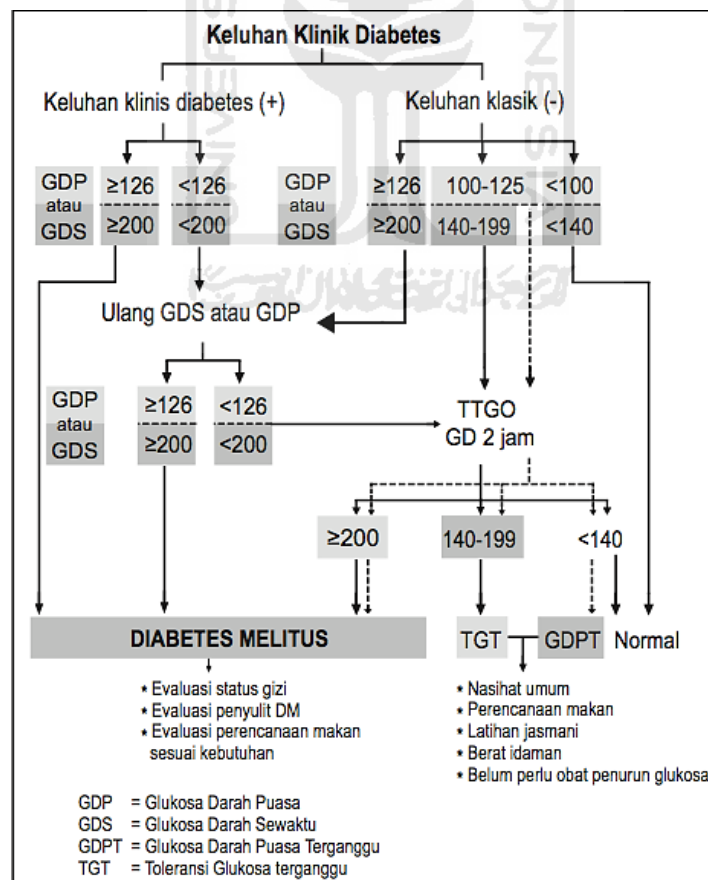 Keluhan Klinik Diabetes
Keluhan klinis diabetes (+)
Keluhan klasik (-)
GDP
atau
GDS
≥126
<126
≥200
<200
GDP
atau
GDS
≥126
100-125
<100
≥200
140-199
<140
Ulang GDS atau GDP
GDP
atau
GDS
≥126
<126
≥200
<200
TTGO
GD 2 jam
≥200
140-199
<140
DIABETES MELITUS
TGT
GDPT
Normal
* Evaluasi status gizi
* Evaluasi penyulit DM
* Evaluasi perencanaan makan
sesuai kebutuhan
* Nasihat umum
* Perencanaan makan
* Latihan jasmani
* Berat idaman
* Belum perlu obat penurun glukosa
GDP = Glukosa Darah Puasa
GDS = Glukosa Darah Sewaktu
GDPT = Glukosa Darah Puasa Terganggu
TGT = Toleransi Glukosa terganggu